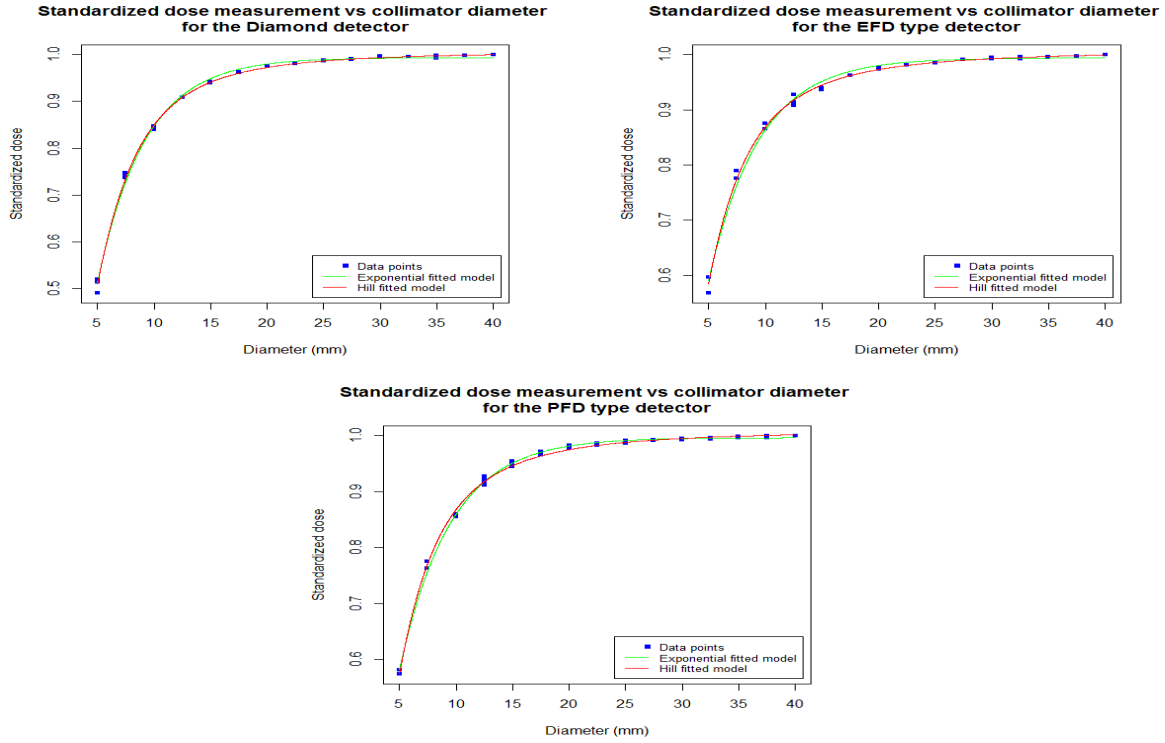 Standardized dose measurement vs collimator diameter
for the Diamond detector
Standardized dose
1.0
0.9
0.8
0.7
0.6
0.5
Data points
Exponential fitted model
Hill fitted model
5 10 15 20 25 30 35 40
Diameter (mm)
Standardized dose measurement vs collimator diameter
for the EFD type detector
Standardized dose
1.0
0.9
0.8
0.7
0.6
Data points
Exponential fitted model
Hill fitted model
5 10 15 20 25 30 35 40
Diameter (mm)
Standardized dose measurement vs collimator diameter
for the PFD type detector
Standardized dose
1.0
0.9
0.8
0.7
0.6
Data points
Exponential fitted model
Hill fitted model
5 10 15 20 25 30 35 40
Diameter (mm)